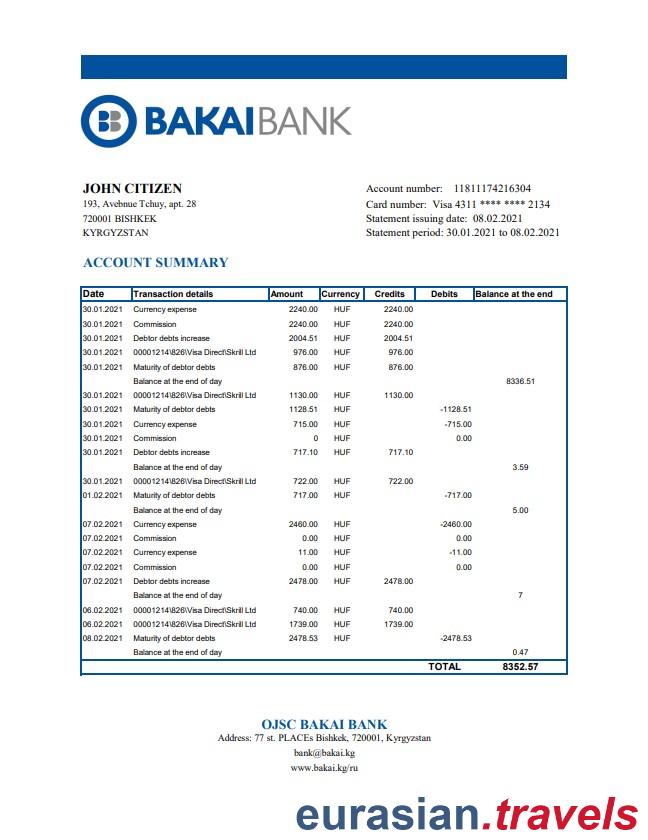 BAKAI BANK
JOHN CITIZEN
193, Avebnue Tchuy, apt. 28
720001 BISHKEK
KYRGYZSTAN
Account number: 11811174216304
Card number: Visa 4311 **** **** 2134
Statement issuing date: 08.02.2021
Statement period: 30.01.2021 to 08.02.2021
ACCOUNT SUMMARY
Date Transaction details Amount Currency Credits Debits Balance at the end
30.01.2021 Currency expense 2240.00 HUF 2240.00
30.01.2021 Commission 2240.00 HUF 2240.00
30.01.2021 Debtor debts increase 2004.51 HUF 2004.51
30.01.2021 00001214\826\Visa Direct\Skrill Ltd 976.00 HUF 976.00
30.01.2021 Maturity of debtor debts 876.00 HUF 876.00
Balance at the end of day 8336.51
30.01.2021 00001214\826\Visa Direct\Skrill Ltd 1130.00 HUF 1130.00
30.01.2021 Maturity of debtor debts 1128.51 HUF -1128.51
30.01.2021 Currency expense 715.00 HUF -715.00
30.01.2021 Commission 0 HUF 0.00
30.01.2021 Debtor debts increase 717.10 HUF 717.10
Balance at the end of day 3.59
30.01.2021 00001214\826\Visa Direct\Skrill Ltd 722.00 HUF 722.00
01.02.2021 Maturity of debtor debts 717.00 HUF -717.00
Balance at the end of day 5.00
07.02.2021 Currency expense 2460.00 HUF -2460.00
07.02.2021 Commission 0.00 HUF 0.00
07.02.2021 Currency expense 11.00 HUF -11.00
07.02.2021 Commission 0.00 HUF 0.00
07.02.2021 Debtor debts increase 2478.00 HUF 2478.00
Balance at the end of day 7
06.02.2021 00001214\826\Visa Direct\Skrill Ltd 740.00 HUF 740.00
06.02.2021 00001214\826\Visa Direct\Skrill Ltd 1739.00 HUF 1739.00
08.02.2021 Maturity of debtor debts 2478.53 HUF -2478.53
Balance at the end of day 0.47
TOTAL 8352.57
OJSC BAKAI BANK
Address: 77 st. PLACEs Bishkek, 720001, Kyrgyzstan
bank@bakai.kg
www.bakai.kg/ru
eurasian.travels